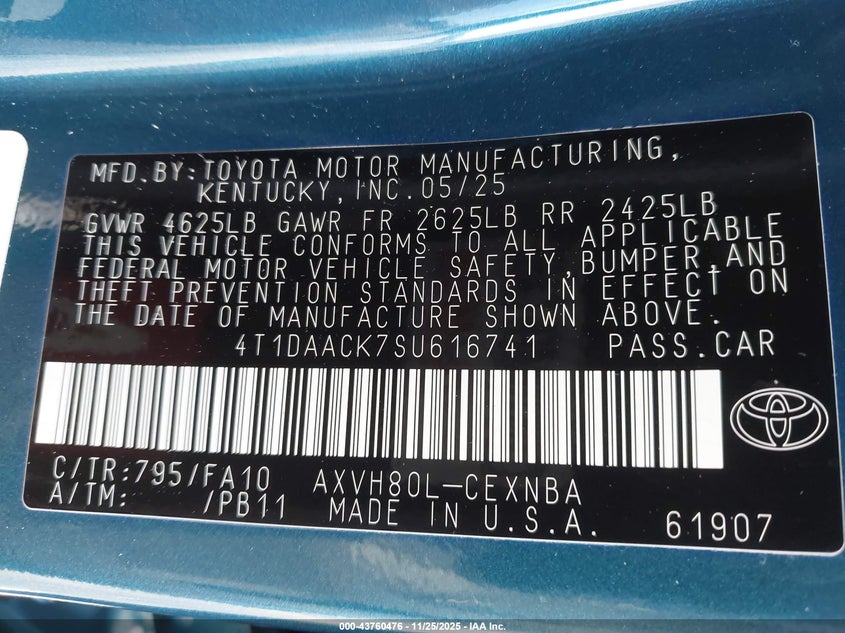 MFD.BY:TOYOTA MOTOR MANUFACTURING,
KENTUCKY,INC.05/25
GVWR 4625LB GAWR FR 2625LB RR 2425LB
THIS VEHICLE CONFORMS TO ALL APPLICABLE
FEDERAL MOTOR VEHICLE SAFETY,BUMPER,AND
THEFT PREVENTION STANDARDS IN EFFECT ON
THE DATE OF MANUFACTURE SHOWN ABOVE.
4T1DAACK7SU616741 PASS.CAR
C/TR:795/FA10 AXVH80L-CEXNBA
A/TM: /PB11 MADE IN U.S.A. 61907
000-43760476 - 11/25/2025 - IAA Inc.